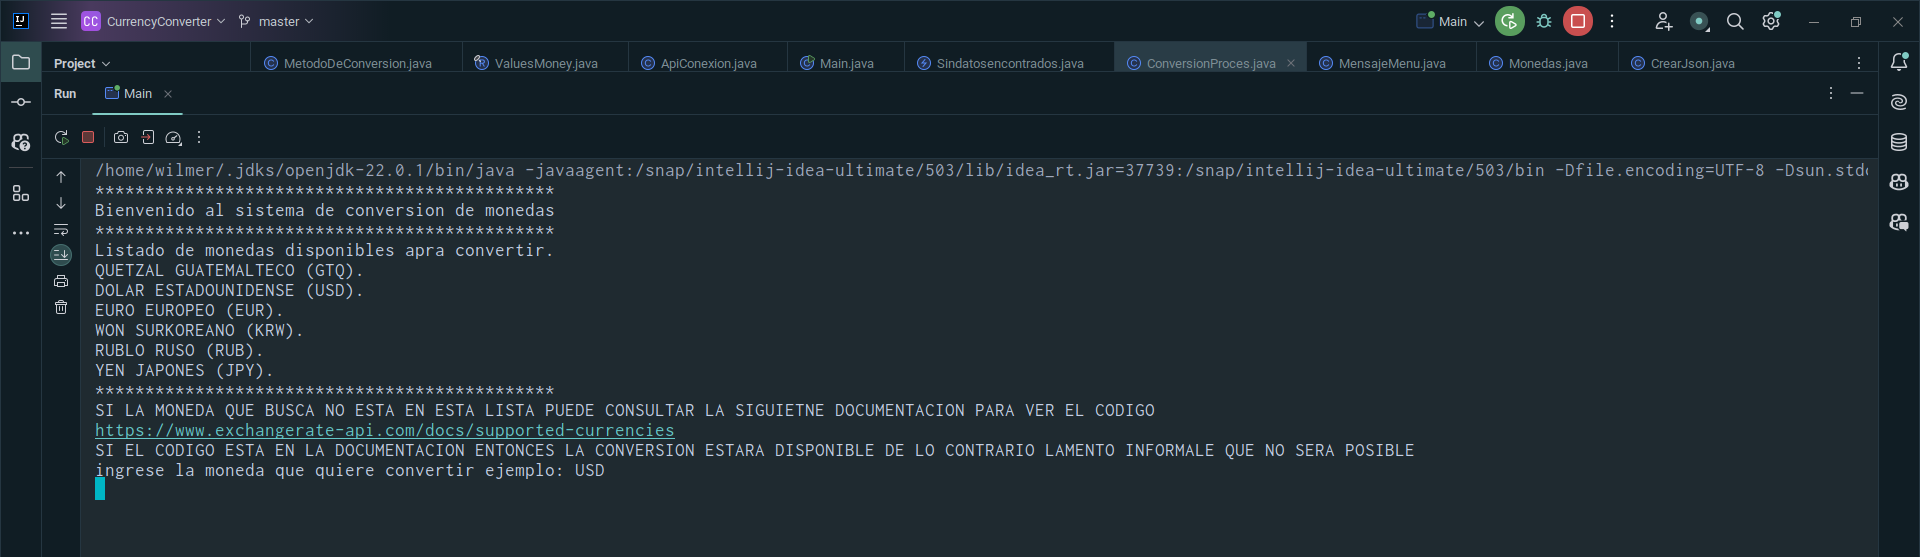 CC CurrencyConverter master Main
Project MetodoDeConversion.java ValuesMoney.java ApiConexion.java Main.java Sindatosencontrados.java ConversionProces.java MensajeMenu.java Monedas.java CrearJson.java
Run Main
/home/wilmer/.jdks/openjdk-22.0.1/bin/java -javaagent:/snap/intellij-idea-ultimate/503/lib/idea_rt.jar=37739:/snap/intellij-idea-ultimate/503/bin -Dfile.encoding=UTF-8 -Dsun.stdo
**********************************************
Bienvenido al sistema de conversion de monedas
**********************************************
Listado de monedas disponibles apra convertir.
QUETZAL GUATEMALTECO (GTQ).
DOLAR ESTADOUNIDENSE (USD).
EURO EUROPEO (EUR).
WON SURKOREANO (KRW).
RUBLO RUSO (RUB).
YEN JAPONES (JPY).
**********************************************
SI LA MONEDA QUE BUSCA NO ESTA EN ESTA LISTA PUEDE CONSULTAR LA SIGUIETNE DOCUMENTACION PARA VER EL CODIGO
https://www.exchangerate-api.com/docs/supported-currencies
SI EL CODIGO ESTA EN LA DOCUMENTACION ENTONCES LA CONVERSION ESTARA DISPONIBLE DE LO CONTRARIO LAMENTO INFORMALE QUE NO SERA POSIBLE
ingrese la moneda que quiere convertir ejemplo: USD